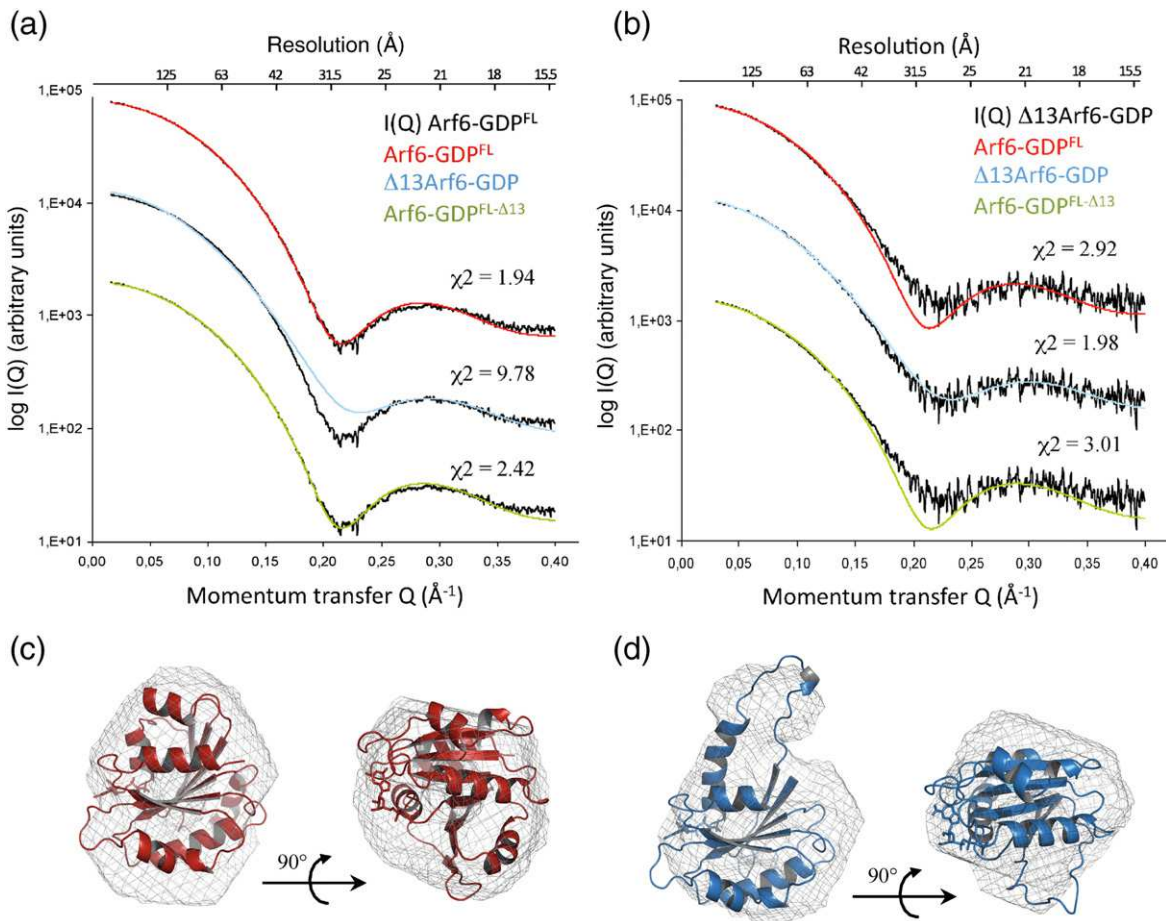 (a)
Resolution (Å)
125 63 42 31.5 25 21 18 15.5
1,E+05
1,E+04
1,E+03
1,E+02
1,E+01
log I(Q) (arbitrary units)
I(Q) Arf6-GDPFL
Arf6-GDPFL
Δ13Arf6-GDP
Arf6-GDPFL-Δ13
χ2 = 1.94
χ2 = 9.78
χ2 = 2.42
0,00 0,05 0,10 0,15 0,20 0,25 0,30 0,35 0,40
Momentum transfer Q (Å-1)
(b)
Resolution (Å)
125 63 42 31.5 25 21 18 15.5
1,E+05
1,E+04
1,E+03
1,E+02
1,E+01
log I(Q) (arbitrary units)
I(Q) Δ13Arf6-GDP
Arf6-GDPFL
Δ13Arf6-GDP
Arf6-GDPFL-Δ13
χ2 = 2.92
χ2 = 1.98
χ2 = 3.01
0,00 0,05 0,10 0,15 0,20 0,25 0,30 0,35 0,40
Momentum transfer Q (Å-1)
(c)
90°
(d)
90°